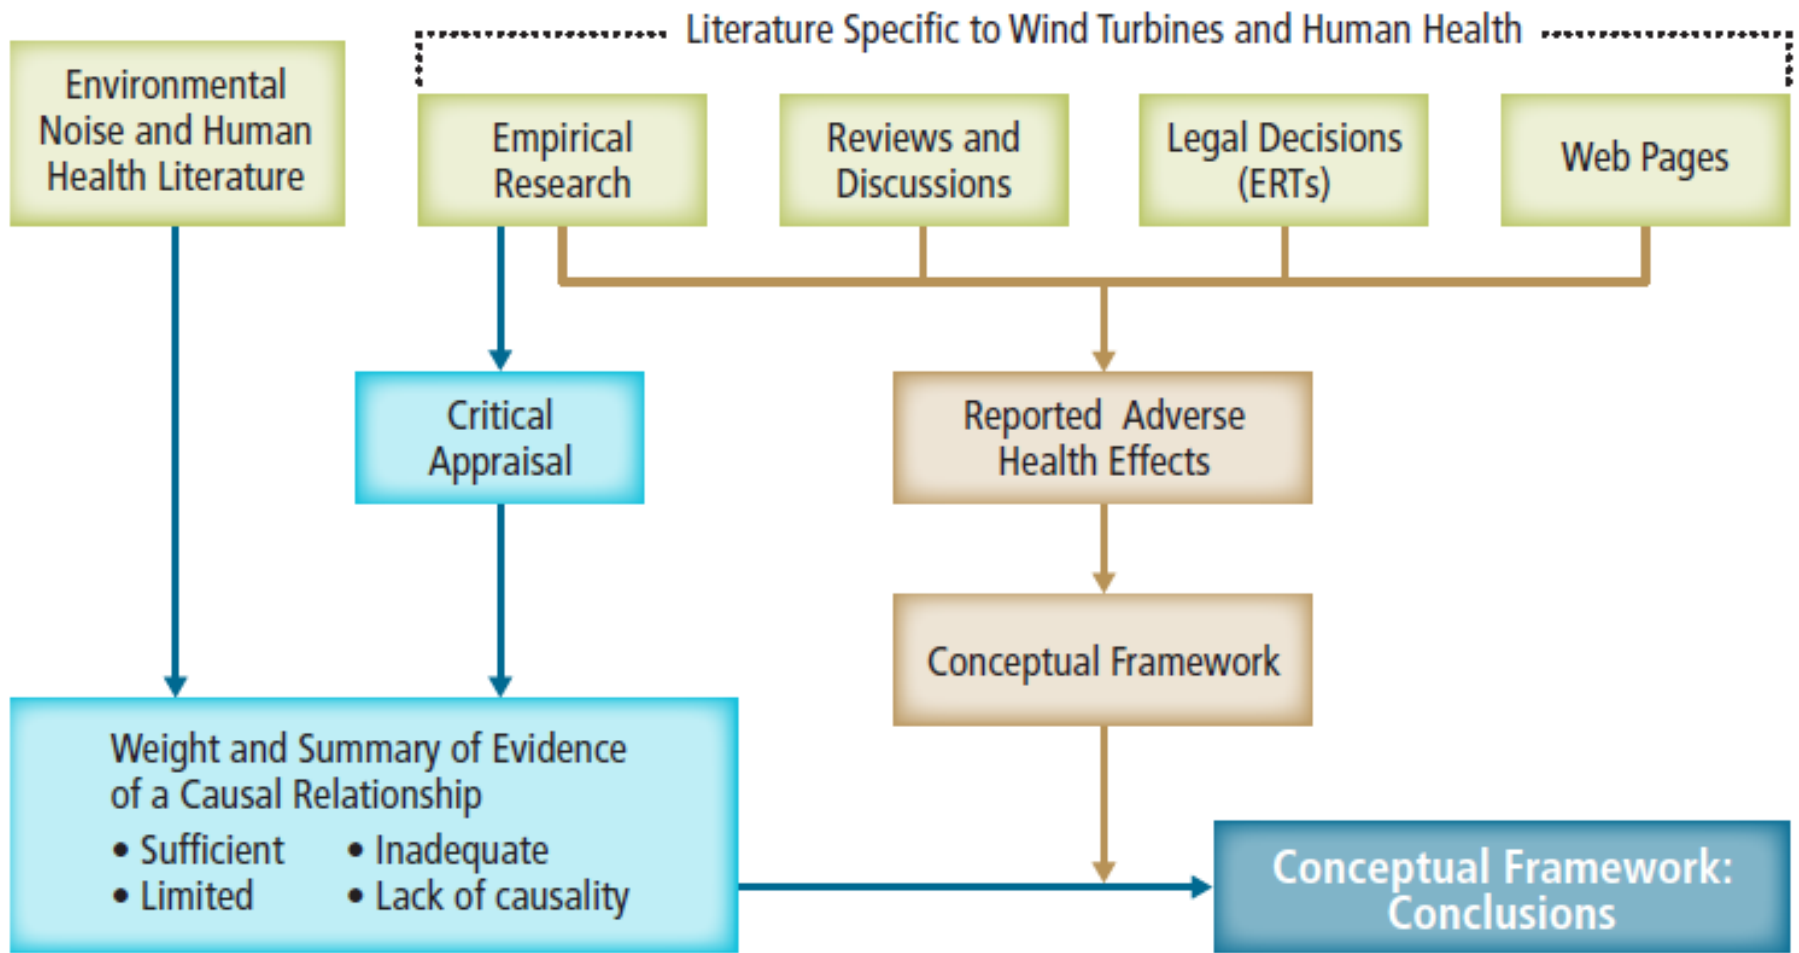 Literature Specific to Wind Turbines and Human Health
Environmental
Noise and Human
Health Literature
Empirical
Research
Reviews and
Discussions
Legal Decisions
(ERTs)
Web Pages
Critical
Appraisal
Reported Adverse
Health Effects
Conceptual Framework
Weight and Summary of Evidence
of a Causal Relationship
• Sufficient • Inadequate
• Limited • Lack of causality
Conceptual Framework:
Conclusions